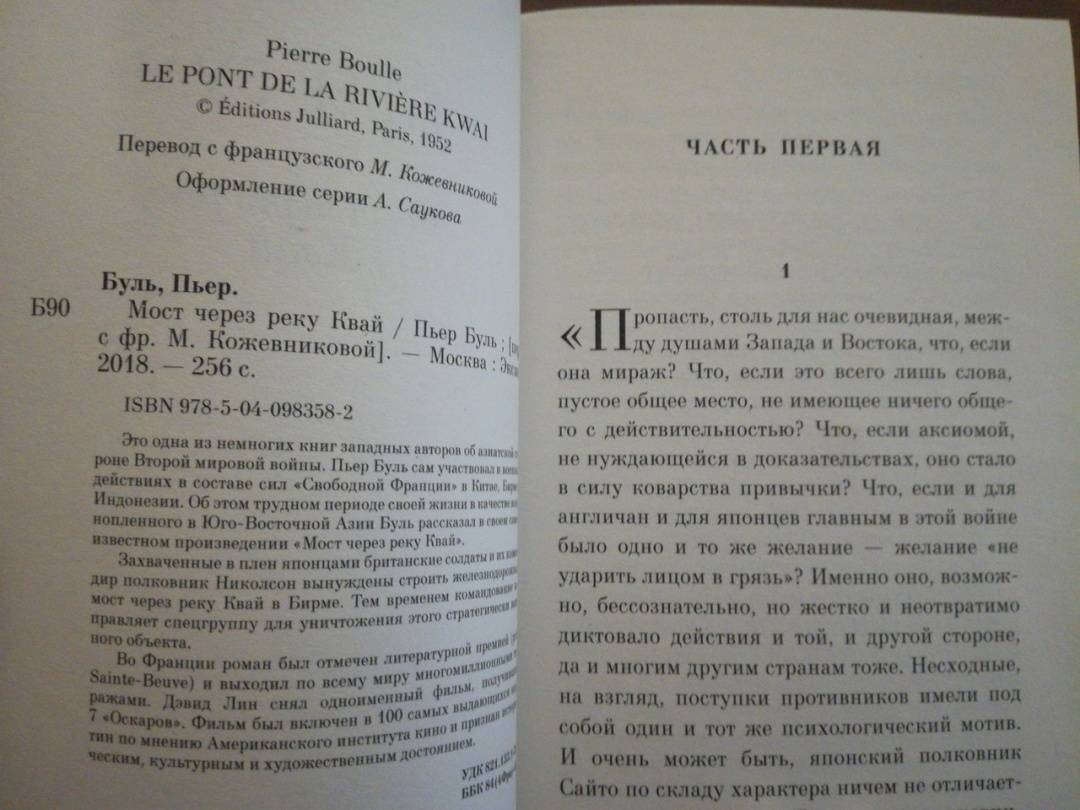 Pierre Boulle
LE PONT DE LA RIVIÈRE KWAI
© Éditions Julliard, Paris, 1952
Перевод с французского М. Кожевниковой
Оформление серии А. Саукова
Буль, Пьер.
Б90 Мост через реку Квай / Пьер Буль ; [пер.
с фр. М. Кожевниковой]. — Москва :
2018. — 256 с.
ISBN 978-5-04-098358-2
Это одна из немногих книг западных авторов об азиатской
роне Второй мировой войны. Пьер Буль сам участвовал в
действиях в составе сил «Свободной Франции» в Китае,
Индонезии. Об этом трудном периоде своей жизни в качестве
нопленного в Юго-Восточной Азии Буль рассказал в своем
известном произведении «Мост через реку Квай».
Захваченные в плен японцами британские солдаты и их
дир полковник Николсон вынуждены строить
мост через реку Квай в Бирме. Тем временем командование
правляет спецгруппу для уничтожения этого стратегически
ного объекта.
Во Франции роман был отмечен литературной премией
Sainte-Beuve) и выходил по всему миру многомиллионными
ражами. Дэвид Лин снял одноименный фильм,
7 «Оскаров». Фильм был включен в 100 самых выдающихся
тин по мнению Американского института кино и признан
ческим, культурным и художественным достоянием.
УДК
ББК
ЧАСТЬ ПЕРВАЯ
1
«Пропасть, столь для нас очевидная, меж-
ду душами Запада и Востока, что, если
она мираж? Что, если это всего лишь слова,
пустое общее место, не имеющее ничего обще-
го с действительностью? Что, если аксиомой,
не нуждающейся в доказательствах, оно стало
в силу коварства привычки? Что, если и для
англичан и для японцев главным в этой войне
было одно и то же желание — желание «не
ударить лицом в грязь»? Именно оно, возмож-
но, бессознательно, но жестко и неотвратимо
диктовало действия и той, и другой стороне,
да и многим другим странам тоже. Несходные,
на взгляд, поступки противников имели под
собой один и тот же психологический мотив.
И очень может быть, японский полковник
Сайто по складу характера ничем не отличает-